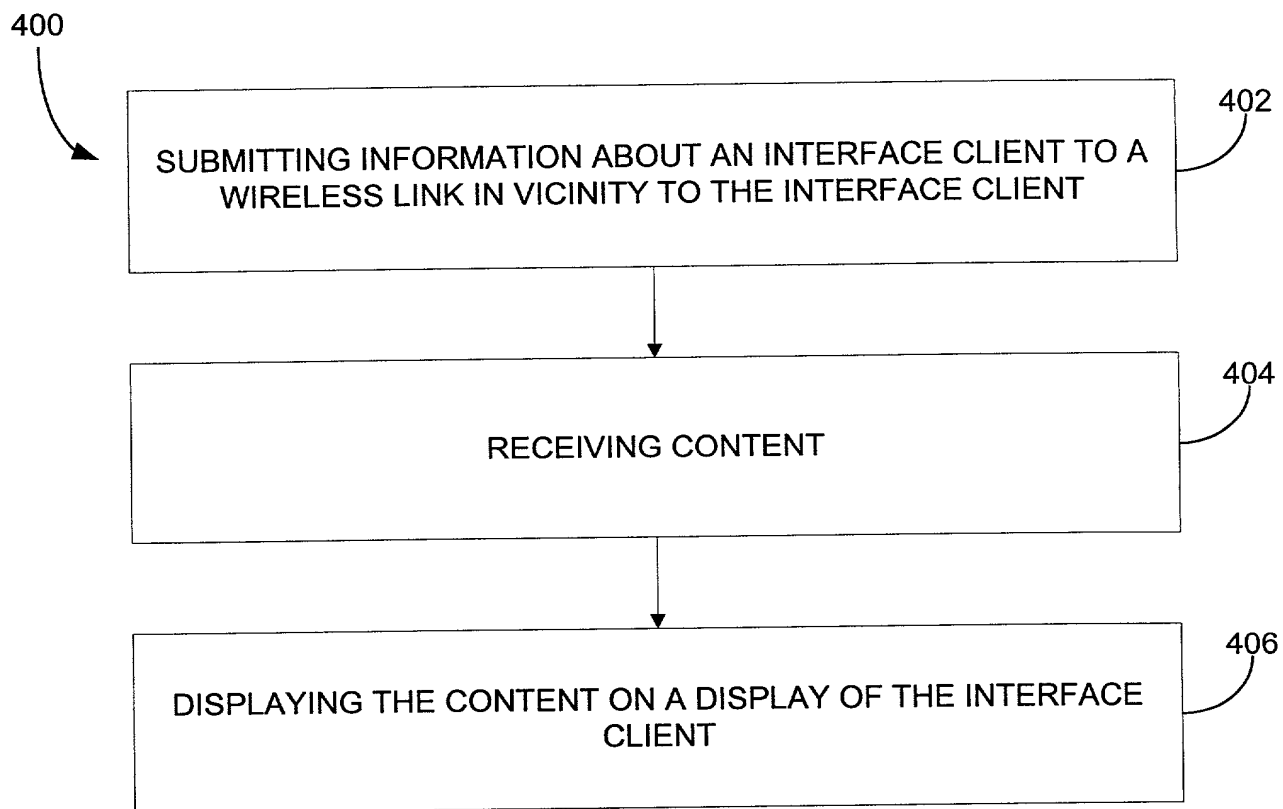 400
402
SUBMITTING INFORMATION ABOUT AN INTERFACE CLIENT TO A
WIRELESS LINK IN VICINITY TO THE INTERFACE CLIENT
404
RECEIVING CONTENT
406
DISPLAYING THE CONTENT ON A DISPLAY OF THE INTERFACE
CLIENT